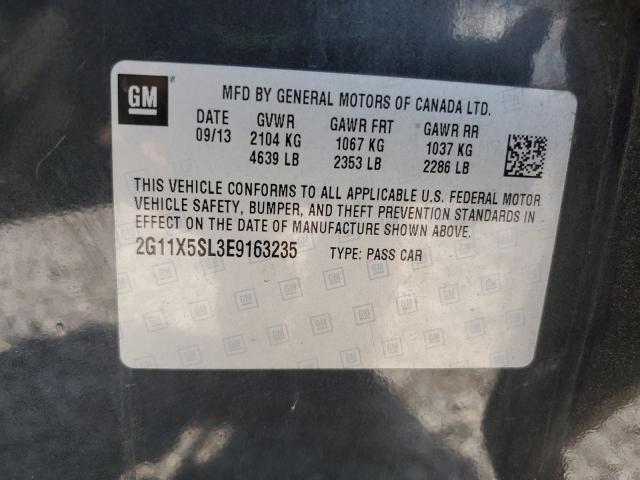 GM ®
MFD BY GENERAL MOTORS OF CANADA LTD.
DATE GVWR GAWR FRT GAWR RR
09/13 2104 KG 1067 KG 1037 KG
4639 LB 2353 LB 2286 LB
THIS VEHICLE CONFORMS TO ALL APPLICABLE U.S. FEDERAL MOTOR
VEHICLE SAFETY, BUMPER, AND THEFT PREVENTION STANDARDS IN
EFFECT ON THE DATE OF MANUFACTURE SHOWN ABOVE.
2G11X5SL3E9163235 TYPE: PASS CAR